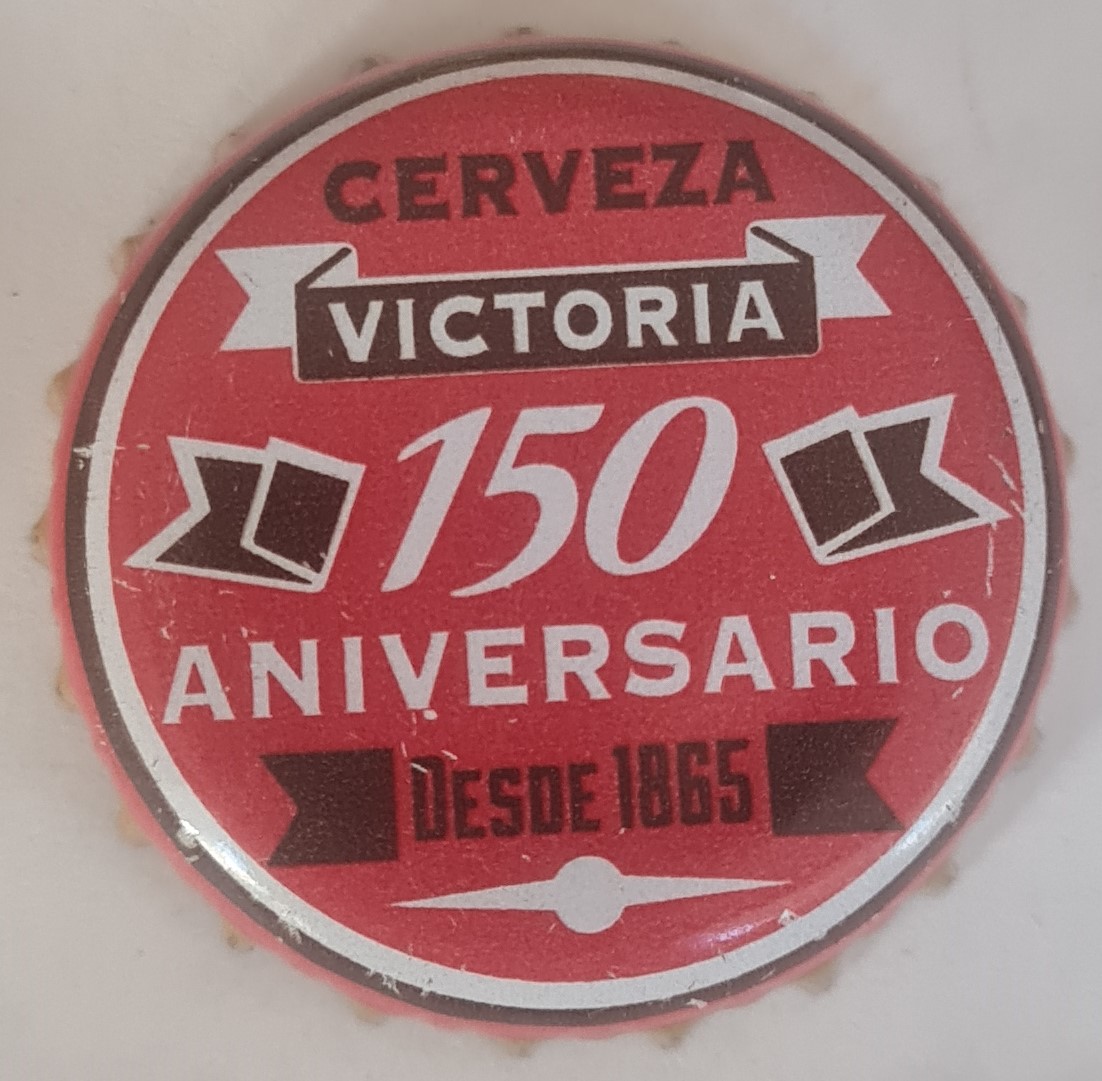 CERVEZA
VICTORIA
150
ANIVERSARIO
DESDE 1865